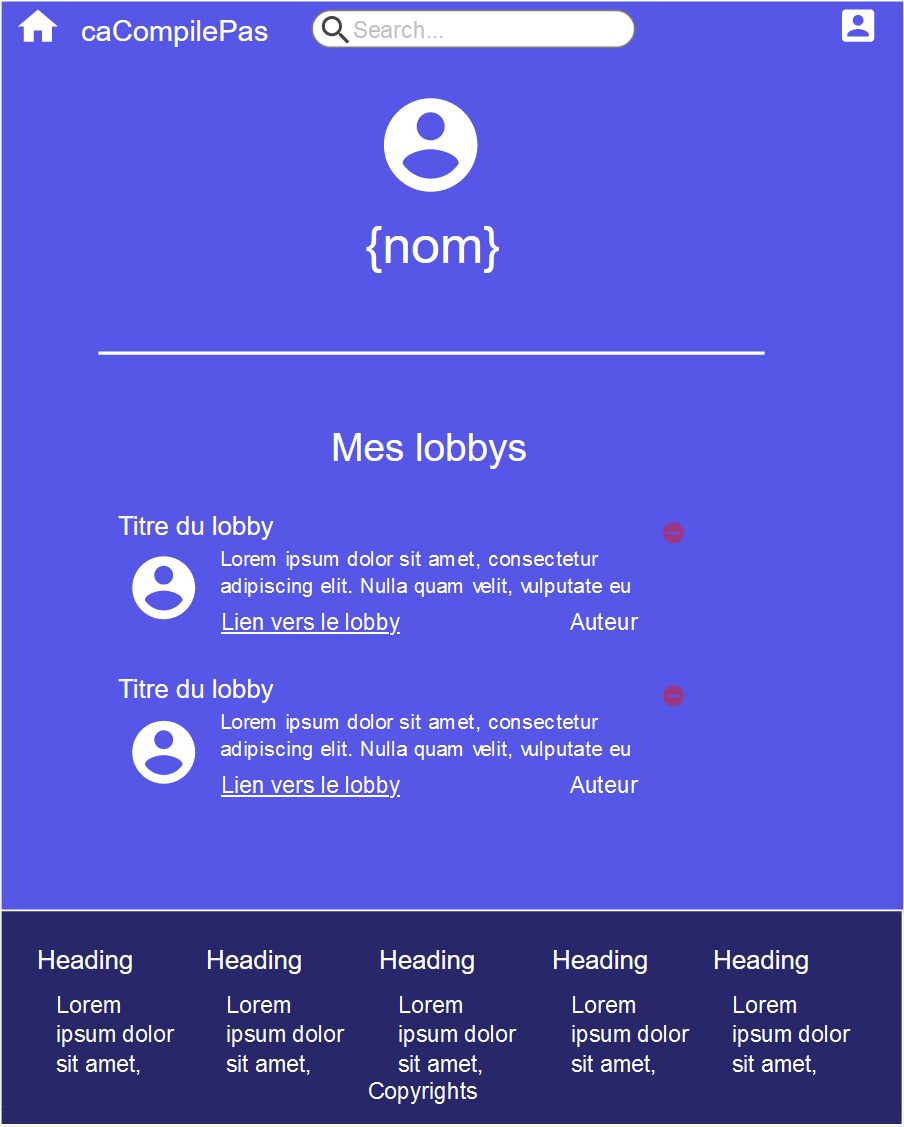 caCompilePas
Search...
{nom}
Mes lobbys
Titre du lobby
Lorem ipsum dolor sit amet, consectetur
adipiscing elit. Nulla quam velit, vulputate eu
Lien vers le lobby
Auteur
Titre du lobby
Lorem ipsum dolor sit amet, consectetur
adipiscing elit. Nulla quam velit, vulputate eu
Lien vers le lobby
Auteur
Heading
Lorem
ipsum dolor
sit amet,
Heading
Lorem
ipsum dolor
sit amet,
Heading
Lorem
ipsum dolor
sit amet,
Heading
Lorem
ipsum dolor
sit amet,
Heading
Lorem
ipsum dolor
sit amet,
Copyrights